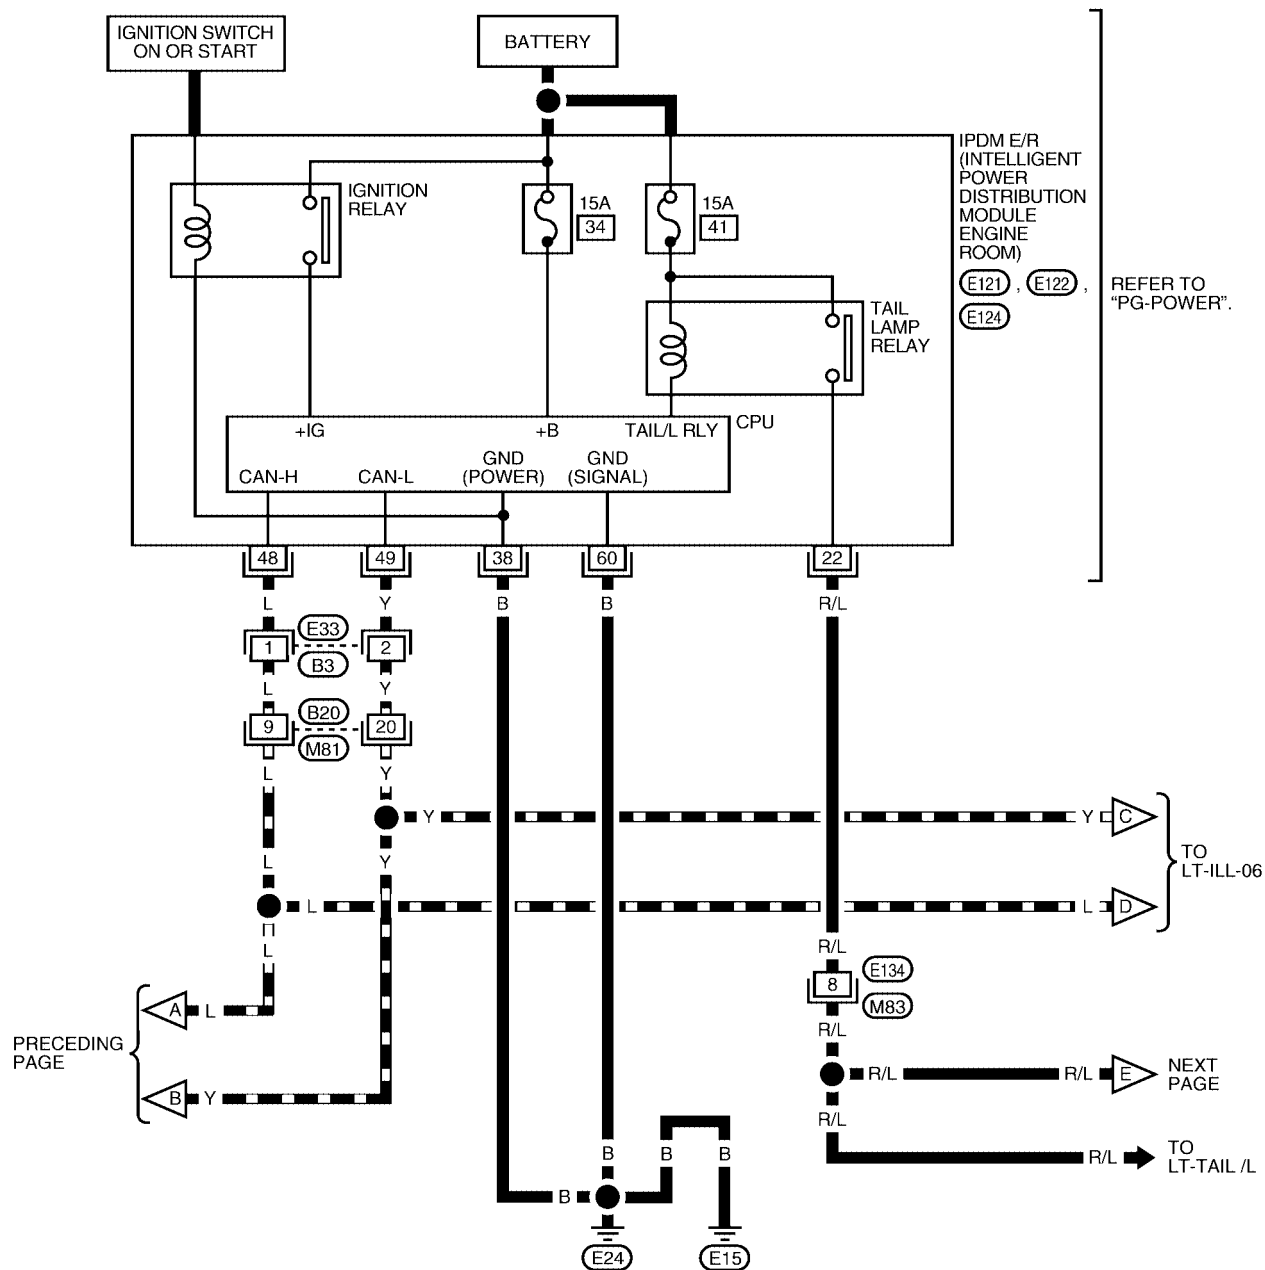 IGNITION SWITCH
ON OR START
BATTERY
IPDM E/R
(INTELLIGENT
POWER
DISTRIBUTION
MODULE
ENGINE
ROOM)
E121 , E122 ,
E124
REFER TO
“PG-POWER”.
IGNITION
RELAY
15A
34
15A
41
TAIL
LAMP
RELAY
CPU
+IG +B TAIL/L RLY
GND
(POWER)
GND
(SIGNAL)
CAN-H CAN-L
48 49 38 60 22
L Y B B R/L
E33
1 2
B3
L Y
B20
9 20
M81
L Y
Y Y C
L Y
TO
LT-ILL-06
L L D
L
R/L
E134
8
M83
A L
R/L
PRECEDING
PAGE
R/L R/L E
NEXT
PAGE
B Y
R/L
B B B
R/L
TO
LT-TAIL /L
B
E24 E15